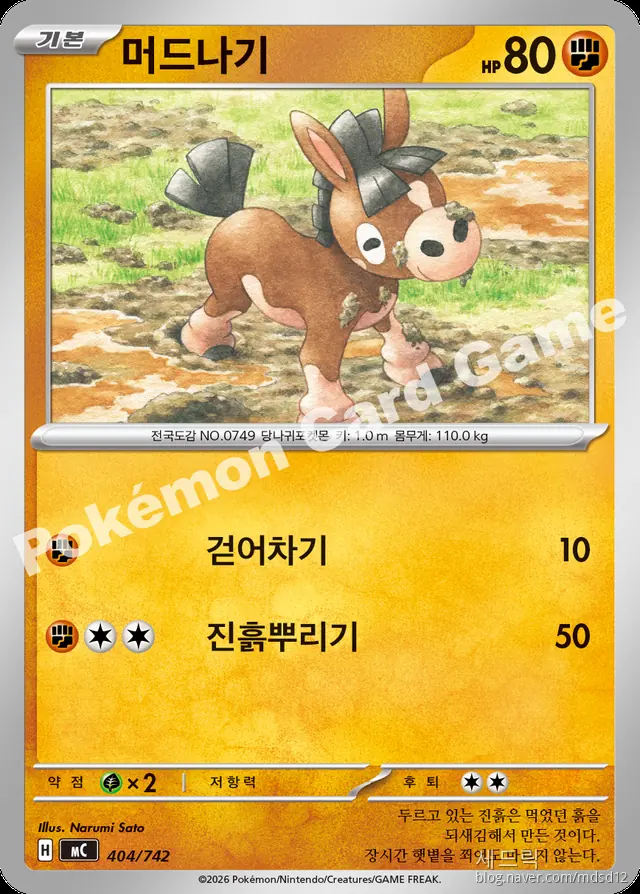 기본 머드나기 HP 80
전국도감 NO.0749 당나귀포켓몬 키: 1.0 m 몸무게: 110.0 kg
Pokémon Card Game
걷어차기 10
진흙뿌리기 50
약점 ×2 저항력 후퇴
두르고 있는 진흙은 먹었던 흙을
되새김해서 만든 것이다.
장시간 햇볕을 쬐어도 마르지 않는다.
Illus. Narumi Sato
H MC 404/742
세드릭
blog.naver.com/mdsd12
©2026 Pokémon/Nintendo/Creatures/GAME FREAK.